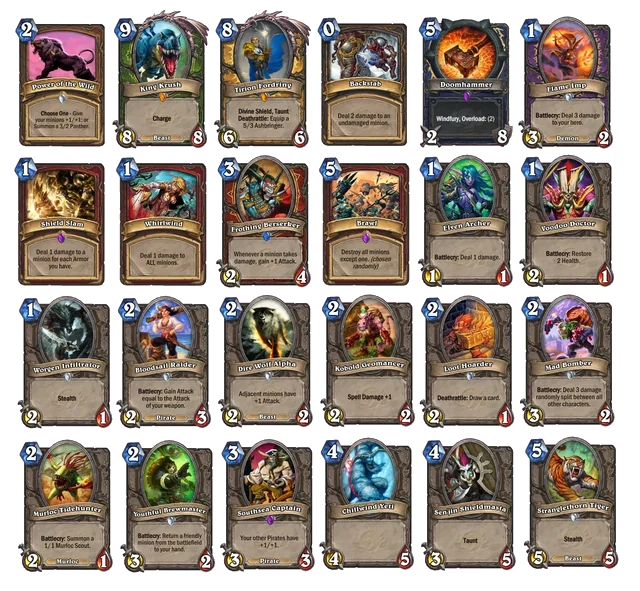 2
Power of the Wild
Choose One - Give
your minions +1/+1; or
Summon a 3/2 Panther.
9
King Krush
Charge
8
Beast
8
8
Tirion Fordring
Divine Shield, Taunt
Deathrattle: Equip a
5/3 Ashbringer.
6
6
0
Backstab
Deal 2 damage to an
undamaged minion.
5
Doomhammer
Windfury, Overload: (2)
2
8
1
Flame Imp
Battlecry: Deal 3 damage
to your hero.
3
Demon
2
1
Shield Slam
Deal 1 damage to a
minion for each Armor
you have.
1
Whirlwind
Deal 1 damage to
ALL minions.
3
Frothing Berserker
Whenever a minion takes
damage, gain +1 Attack.
2
4
5
Brawl
Destroy all minions
except one. (chosen
randomly)
1
Elven Archer
Battlecry: Deal 1 damage.
1
1
1
Voodoo Doctor
Battlecry: Restore
2 Health.
2
1
1
Worgen Infiltrator
Stealth
2
1
2
Bloodsail Raider
Battlecry: Gain Attack
equal to the Attack
of your weapon.
2
Pirate
3
2
Dire Wolf Alpha
Adjacent minions have
+1 Attack.
2
Beast
2
2
Kobold Geomancer
Spell Damage +1
2
2
2
Loot Hoarder
Deathrattle: Draw a card.
2
1
2
Mad Bomber
Battlecry: Deal 3 damage
randomly split between all
other characters.
3
2
2
Murloc Tidehunter
Battlecry: Summon a
1/1 Murloc Scout.
2
Murloc
1
2
Youthful Brewmaster
Battlecry: Return a friendly
minion from the battlefield
to your hand.
3
2
3
Southsea Captain
Your other Pirates have
+1/+1.
3
Pirate
3
4
Chillwind Yeti
4
5
4
Sen'jin Shieldmasta
Taunt
3
5
5
Stranglethorn Tiger
Stealth
5
Beast
5